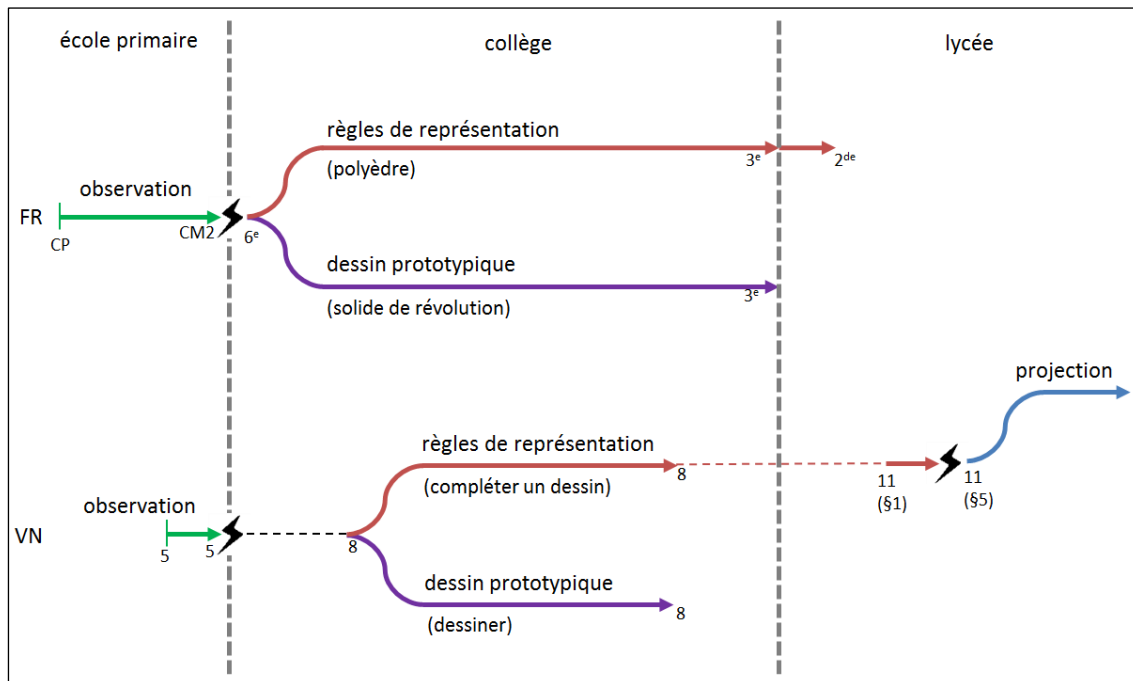 école primaire
collège
lycée
règles de représentation
(polyèdre)
3ᵉ
2ᵈᵉ
observation
FR
CP
CM2
6ᵉ
dessin prototypique
(solide de révolution)
3ᵉ
projection
règles de représentation
(compléter un dessin)
8
11
(§1)
11
(§5)
observation
VN
5
5
8
dessin prototypique
(dessiner)
8